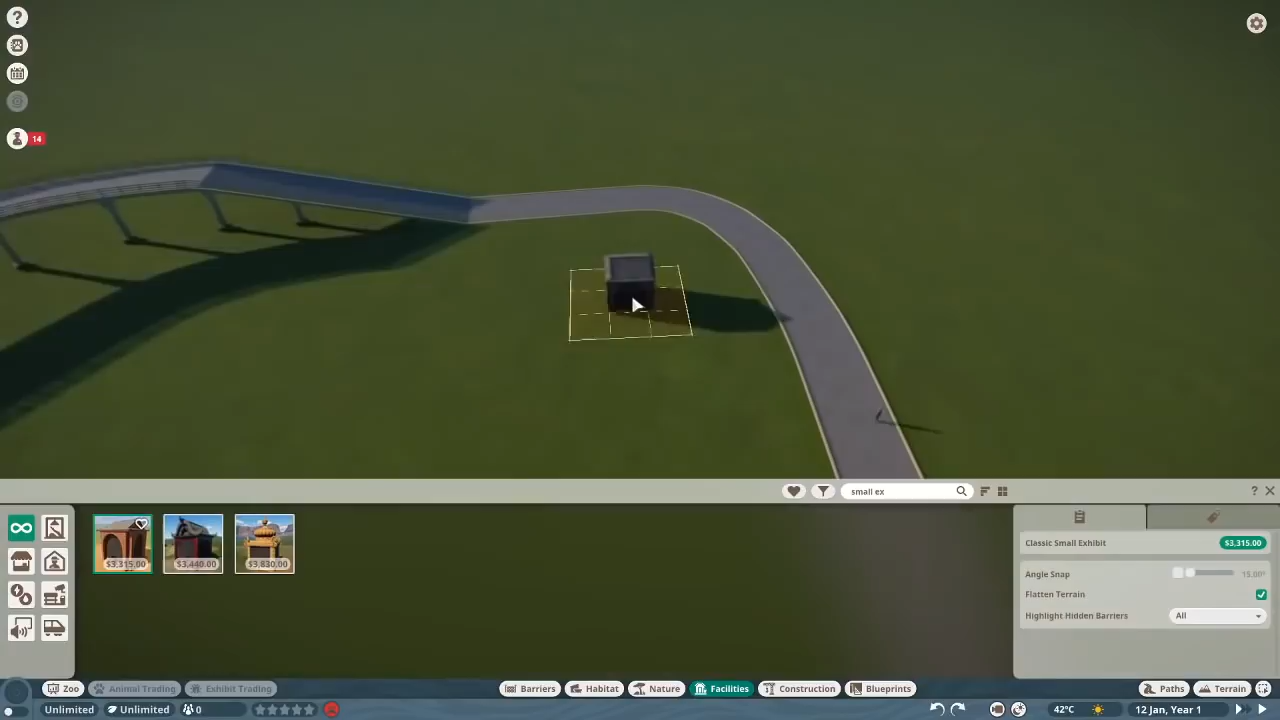 ?
14
small ex
?
$3,315.00 $3,440.00 $3,830.00
Classic Small Exhibit $3,315.00
Angle Snap 15.00°
Flatten Terrain
Highlight Hidden Barriers All
Zoo Animal Trading Exhibit Trading Barriers Habitat Nature Facilities Construction Blueprints Paths Terrain
Unlimited Unlimited 0 42°C 12 Jan, Year 1